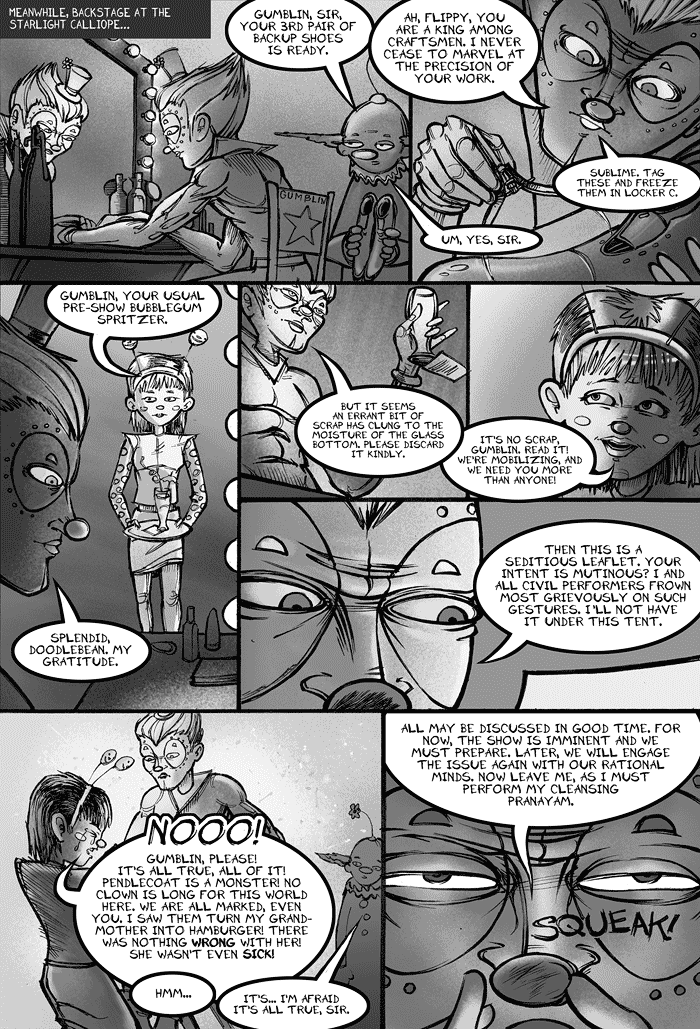 MEANWHILE, BACKSTAGE AT THE
STARLIGHT CALLIOPE...
GUMBLIN, SIR,
YOUR 3RD PAIR OF
BACKUP SHOES
IS READY.
GUMBLIN
AH, FLIPPY, YOU
ARE A KING AMONG
CRAFTSMEN. I NEVER
CEASE TO MARVEL AT
THE PRECISION OF
YOUR WORK.
SUBLIME. TAG
THESE AND FREEZE
THEM IN LOCKER C.
UM, YES, SIR.
GUMBLIN, YOUR USUAL
PRE-SHOW BUBBLEGUM
SPRITZER.
SPLENDID,
DOODLEBEAN. MY
GRATITUDE.
BUT IT SEEMS
AN ERRANT BIT OF
SCRAP HAS CLUNG TO THE
MOISTURE OF THE GLASS
BOTTOM. PLEASE DISCARD
IT KINDLY.
IT'S NO SCRAP,
GUMBLIN. READ IT!
WE'RE MOBILIZING, AND
WE NEED YOU MORE
THAN ANYONE!
THEN THIS IS A
SEDITIOUS LEAFLET. YOUR
INTENT IS MUTINOUS? I AND
ALL CIVIL PERFORMERS FROWN
MOST GRIEVOUSLY ON SUCH
GESTURES. I'LL NOT HAVE
IT UNDER THIS TENT.
NOOO!
GUMBLIN, PLEASE!
IT'S ALL TRUE, ALL OF IT!
PENDLECOAT IS A MONSTER! NO
CLOWN IS LONG FOR THIS WORLD
HERE. WE ARE ALL MARKED, EVEN
YOU. I SAW THEM TURN MY GRAND-
MOTHER INTO HAMBURGER! THERE
WAS NOTHING WRONG WITH HER!
SHE WASN'T EVEN SICK!
HMM...
IT'S... I'M AFRAID
IT'S ALL TRUE, SIR.
ALL MAY BE DISCUSSED IN GOOD TIME. FOR
NOW, THE SHOW IS IMMINENT AND WE
MUST PREPARE. LATER, WE WILL ENGAGE
THE ISSUE AGAIN WITH OUR RATIONAL
MINDS. NOW LEAVE ME, AS I MUST
PERFORM MY CLEANSING
PRANAYAM.
SQUEAK!